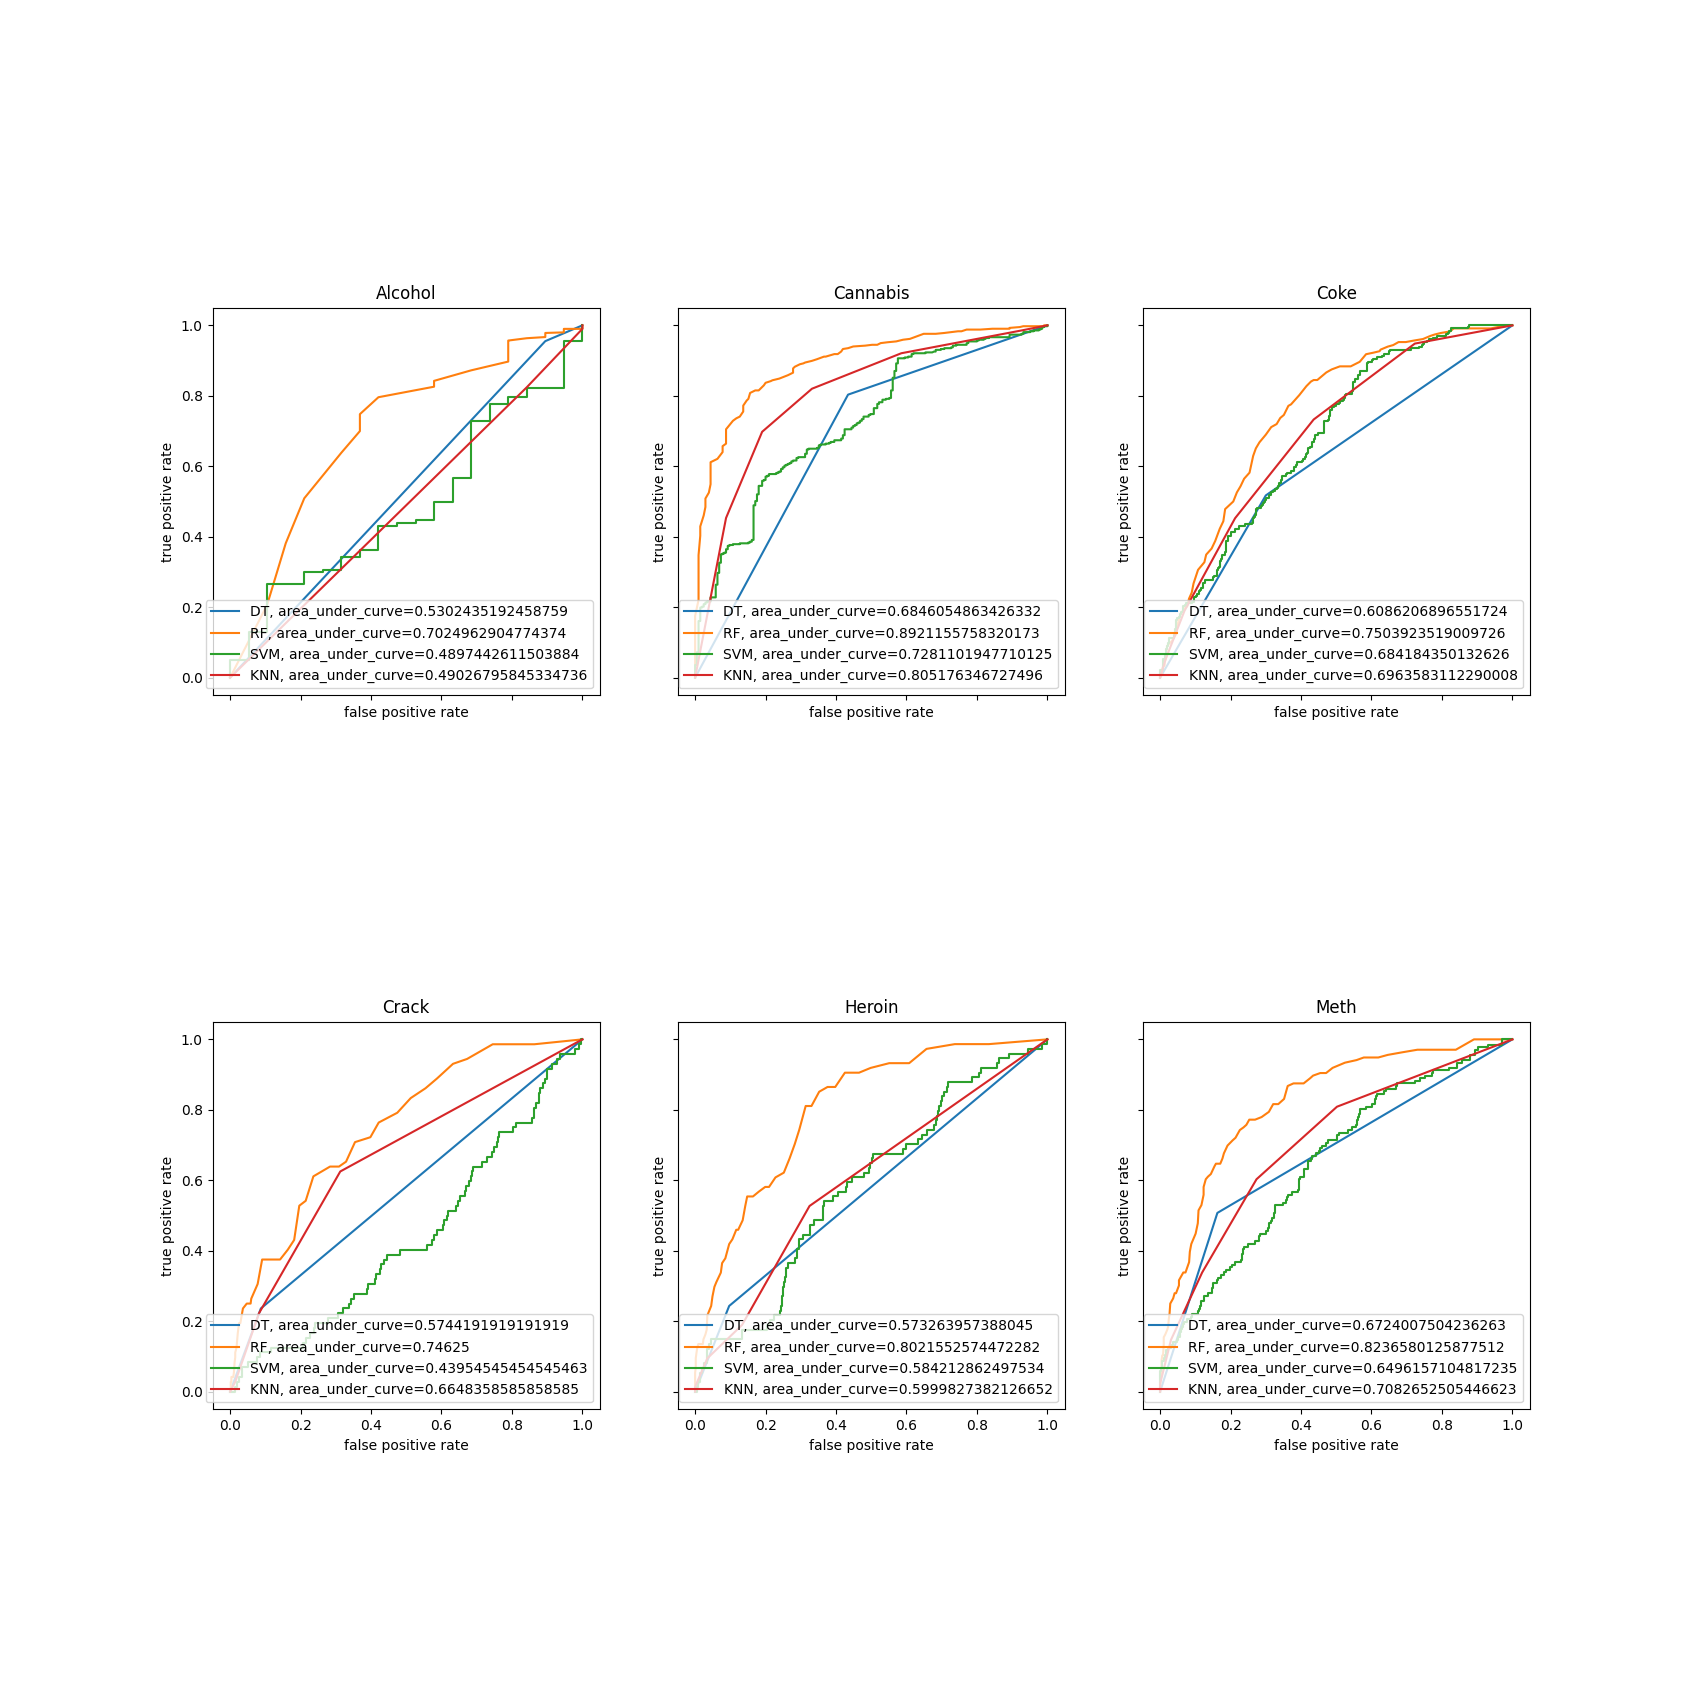 Alcohol
1.0
0.8
0.6
0.4
0.2
0.0
true positive rate
DT, area_under_curve=0.5302435192458759
RF, area_under_curve=0.7024962904774374
SVM, area_under_curve=0.4897442611503884
KNN, area_under_curve=0.49026795845334736
false positive rate
Cannabis
true positive rate
DT, area_under_curve=0.6846054863426332
RF, area_under_curve=0.8921155758320173
SVM, area_under_curve=0.7281101947710125
KNN, area_under_curve=0.805176346727496
false positive rate
Coke
true positive rate
DT, area_under_curve=0.6086206896551724
RF, area_under_curve=0.7503923519009726
SVM, area_under_curve=0.684184350132626
KNN, area_under_curve=0.6963583112290008
false positive rate
Crack
1.0
0.8
0.6
0.4
0.2
0.0
true positive rate
DT, area_under_curve=0.5744191919191919
RF, area_under_curve=0.74625
SVM, area_under_curve=0.43954545454545463
KNN, area_under_curve=0.6648358585858585
0.0 0.2 0.4 0.6 0.8 1.0
false positive rate
Heroin
true positive rate
DT, area_under_curve=0.573263957388045
RF, area_under_curve=0.8021552574472282
SVM, area_under_curve=0.584212862497534
KNN, area_under_curve=0.5999827382126652
0.0 0.2 0.4 0.6 0.8 1.0
false positive rate
Meth
true positive rate
DT, area_under_curve=0.6724007504236263
RF, area_under_curve=0.8236580125877512
SVM, area_under_curve=0.6496157104817235
KNN, area_under_curve=0.7082652505446623
0.0 0.2 0.4 0.6 0.8 1.0
false positive rate